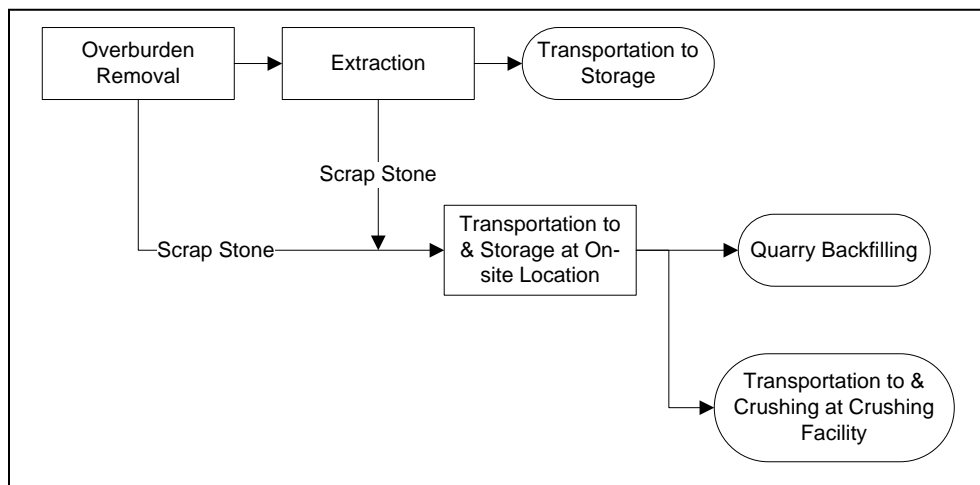 Overburden
Removal
Extraction
Transportation to
Storage
Scrap Stone
Scrap Stone
Transportation to
& Storage at On-
site Location
Quarry Backfilling
Transportation to &
Crushing at Crushing
Facility